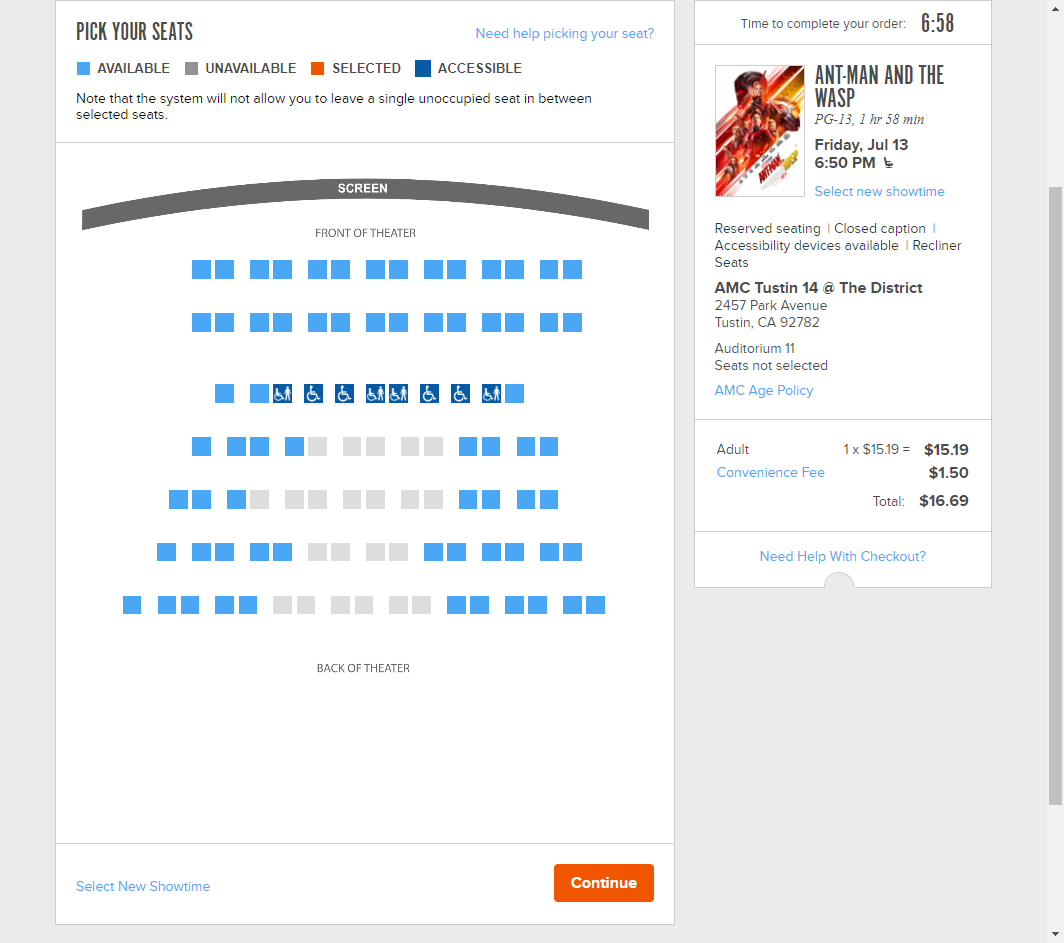 PICK YOUR SEATS
Need help picking your seat?
AVAILABLE UNAVAILABLE SELECTED ACCESSIBLE
Note that the system will not allow you to leave a single unoccupied seat in between
selected seats.
SCREEN
FRONT OF THEATER
BACK OF THEATER
Select New Showtime
Continue
Time to complete your order: 6:58
ANT-MAN AND THE
WASP
PG-13, 1 hr 58 min
Friday, Jul 13
6:50 PM
Select new showtime
ANT-MAN
WASP
Reserved seating | Closed caption |
Accessibility devices available | Recliner
Seats
AMC Tustin 14 @ The District
2457 Park Avenue
Tustin, CA 92782
Auditorium 11
Seats not selected
AMC Age Policy
Adult 1 x $15.19 = $15.19
Convenience Fee $1.50
Total: $16.69
Need Help With Checkout?